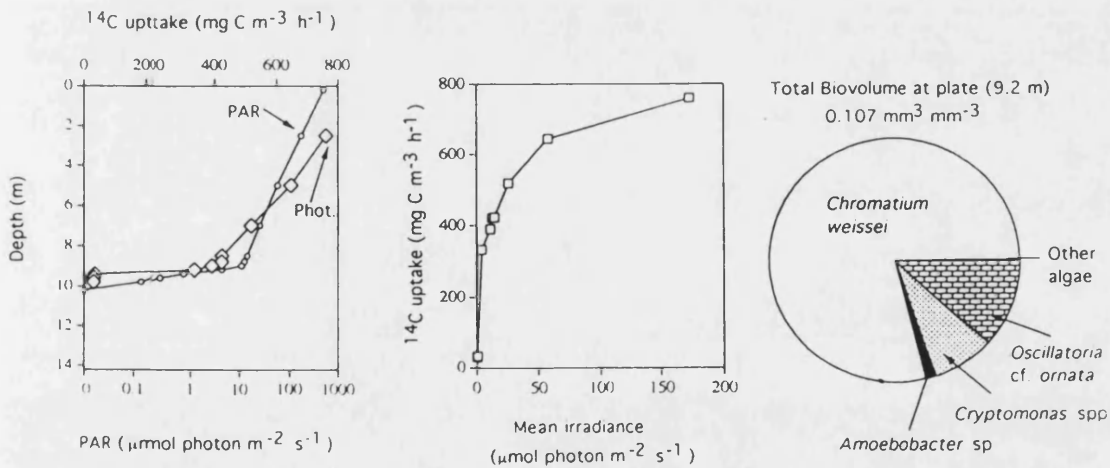 ¹⁴C upttake (mg C m⁻³ h⁻¹)
0 2000 400 600 800
PAR
Phot.
Depth (m)
0
2
4
6
8
10
12
14
0 0.1 1 10 100 1000
PAR (μmol photon m⁻² s⁻¹)
¹⁴C uptake (mg C m⁻³ h⁻¹)
800
600
400
200
0
0 50 100 150 200
Mean irradiance
(μmol photon m⁻² s⁻¹)
Total Biovolume at plate (9.2 m)
0.107 mm³ mm⁻³
Chromatium
weissei
Other
algae
Oscillatoria
cf. ornata
Cryptomonas spp
Amoebobacter sp